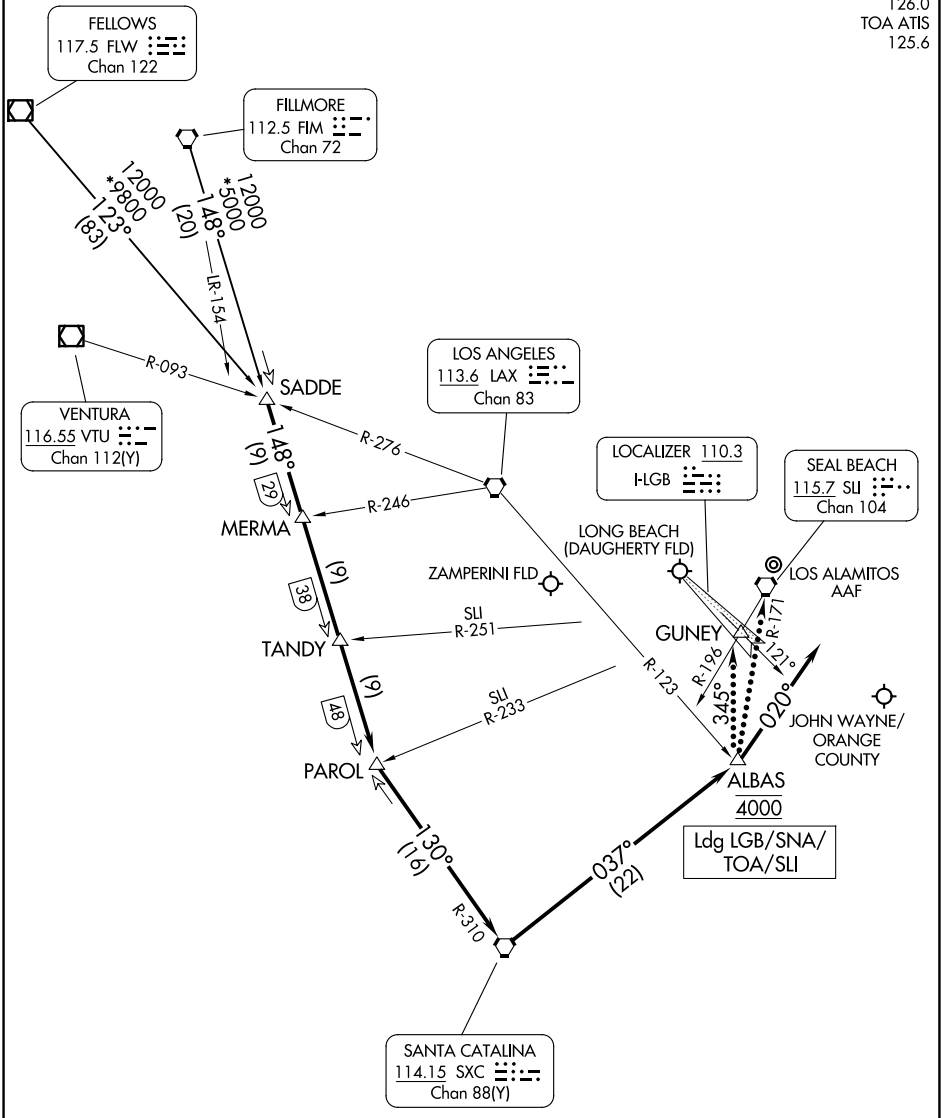 126.0
TOA ATIS
125.6
FELLOWS
117.5 FLW
Chan 122
FILLMORE
112.5 FIM
Chan 72
12000
*9800
123°
(83)
12000
*5000
148°
(20)
LR-154
R-093
SADDE
VENTURA
116.55 VTU
Chan 112(Y)
LOS ANGELES
113.6 LAX
Chan 83
R-276
148°
(9)
29
R-246
MERMA
LOCALIZER 110.3
I-LGB
SEAL BEACH
115.7 SLI
Chan 104
LONG BEACH
(DAUGHERTY FLD)
ZAMPERINI FLD
LOS ALAMITOS
AAF
(9)
38
SLI
R-251
TANDY
GUNEY
R-171
R-196
121°
R-123
345°
020°
(9)
48
SLI
R-233
JOHN WAYNE/
ORANGE
COUNTY
PAROL
ALBAS
4000
Ldg LGB/SNA/
TOA/SLI
130°
(16)
R-310
037°
(22)
SANTA CATALINA
114.15 SXC
Chan 88(Y)